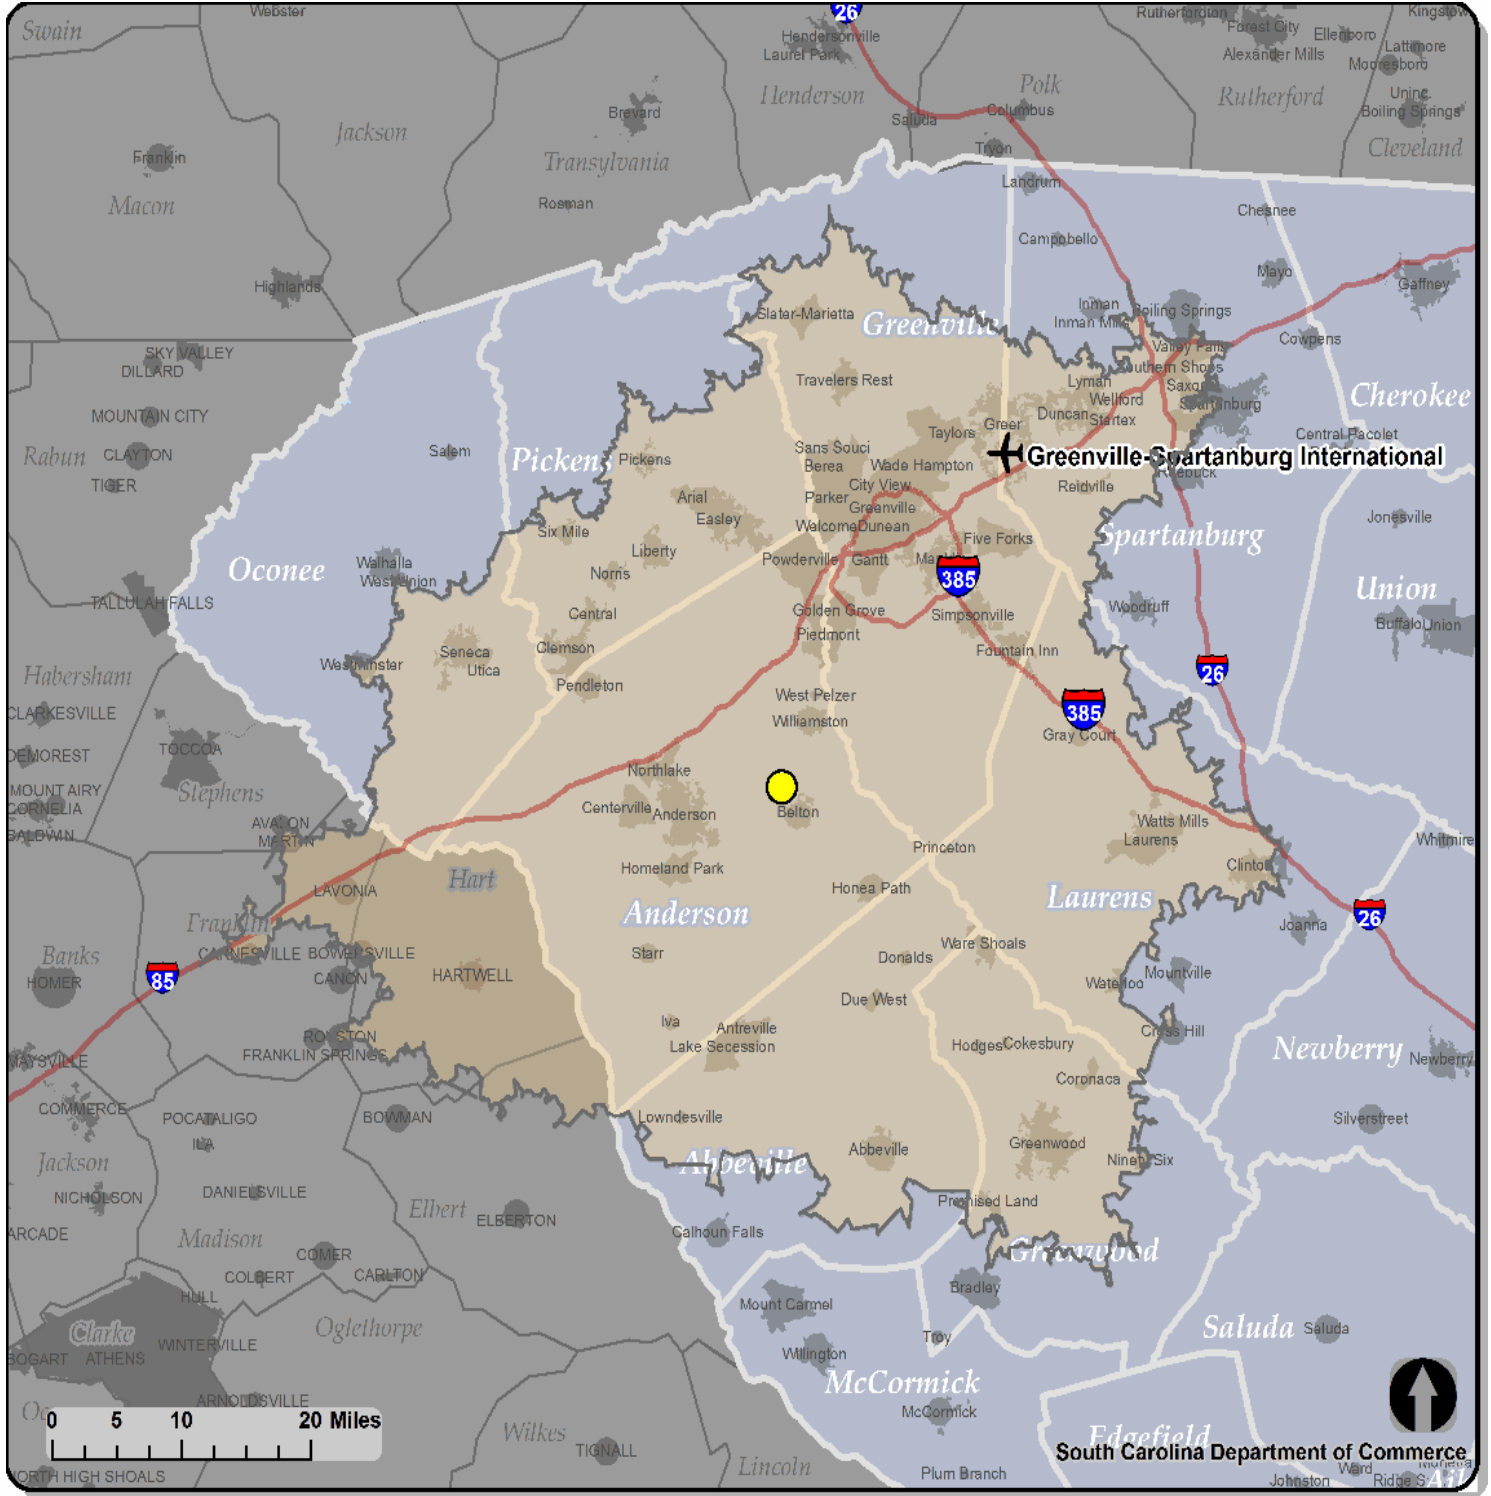 26
Webster
Swain
Hendersonville
Laurel Park
Rutherfordton
Forest City
Ellenboro
Alexander Mills
Lattimore
Mooresboro
Henderson
Polk
Rutherford
Boiling Springs
Brevard
Saluda
Columbus
Jackson
Franklin
Transylvania
Tryon
Cleveland
Landrum
Macon
Rosman
Chesnee
Campobello
Highlands
Mayo
Gaffney
Inman
Boiling Springs
Slater-Marietta
Greenville
Inman Mills
Cowpens
SKY VALLEY
DILLARD
Valley Falls
Southern Shops
Travelers Rest
Lyman
Saxon
Cherokee
Wellford
Spartanburg
MOUNTAIN CITY
Duncan
Startex
Taylors
Greer
Central Pacolet
Rabun
CLAYTON
Salem
Pickens
Pickens
Sans Souci
Berea
Wade Hampton
Greenville-Spartanburg International
TIGER
City View
Reidville
Roebuck
Arial
Parker
Easley
Greenville
Jonesville
Welcome
Dunean
Six Mile
Five Forks
Spartanburg
Liberty
Powderville
Gantt
Oconee
Walhalla
West Union
Norris
385
Union
TALLULAH FALLS
Central
Golden Grove
Simpsonville
Woodruff
Buffalo
Union
Piedmont
Clemson
Seneca
Fountain Inn
Westminster
Utica
26
Habersham
Pendleton
West Pelzer
CLARKESVILLE
Williamston
385
Gray Court
DEMOREST
TOCCOA
Northlake
MOUNT AIRY
CORNELIA
Stephens
Centerville
Anderson
Belton
AVALON
MARTIN
BALDWIN
Watts Mills
Laurens
Whitmire
Princeton
Homeland Park
Clinton
Hart
LAVONIA
Honea Path
Anderson
Laurens
26
Franklin
Joanna
Banks
CARNESVILLE
BOWERSVILLE
Starr
Ware Shoals
Donalds
HOMER
85
CANON
HARTWELL
Waterloo
Mountville
Due West
Iva
Antreville
ROYSTON
FRANKLIN SPRINGS
Lake Secession
Hodges
Cokesbury
Cross Hill
Newberry
Newberry
MAYSVILLE
Coronaca
COMMERCE
POCATALIGO
BOWMAN
Lowndesville
Silverstreet
ILA
Greenwood
Jackson
Abbeville
Abbeville
Ninety Six
NICHOLSON
DANIELSVILLE
Elbert
ELBERTON
Promised Land
ARCADE
Madison
Calhoun Falls
COMER
Greenwood
COLBERT
CARLTON
Bradley
HULL
Mount Carmel
Clarke
Oglethorpe
Saluda
Saluda
WINTERVILLE
Troy
BOGART
ATHENS
Willington
McCormick
ARNOLDSVILLE
McCormick
0 5 10 20 Miles
Wilkes
Edgefield
TIGNALL
South Carolina Department of Commerce
Lincoln
Plum Branch
Ward
NORTH HIGH SHOALS
Johnston